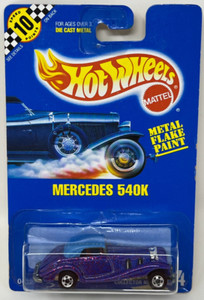 10
FOR AGES OVER 3
DIE CAST METAL
Hot Wheels
MATTEL
METAL
FLAKE
PAINT
MERCEDES 540K